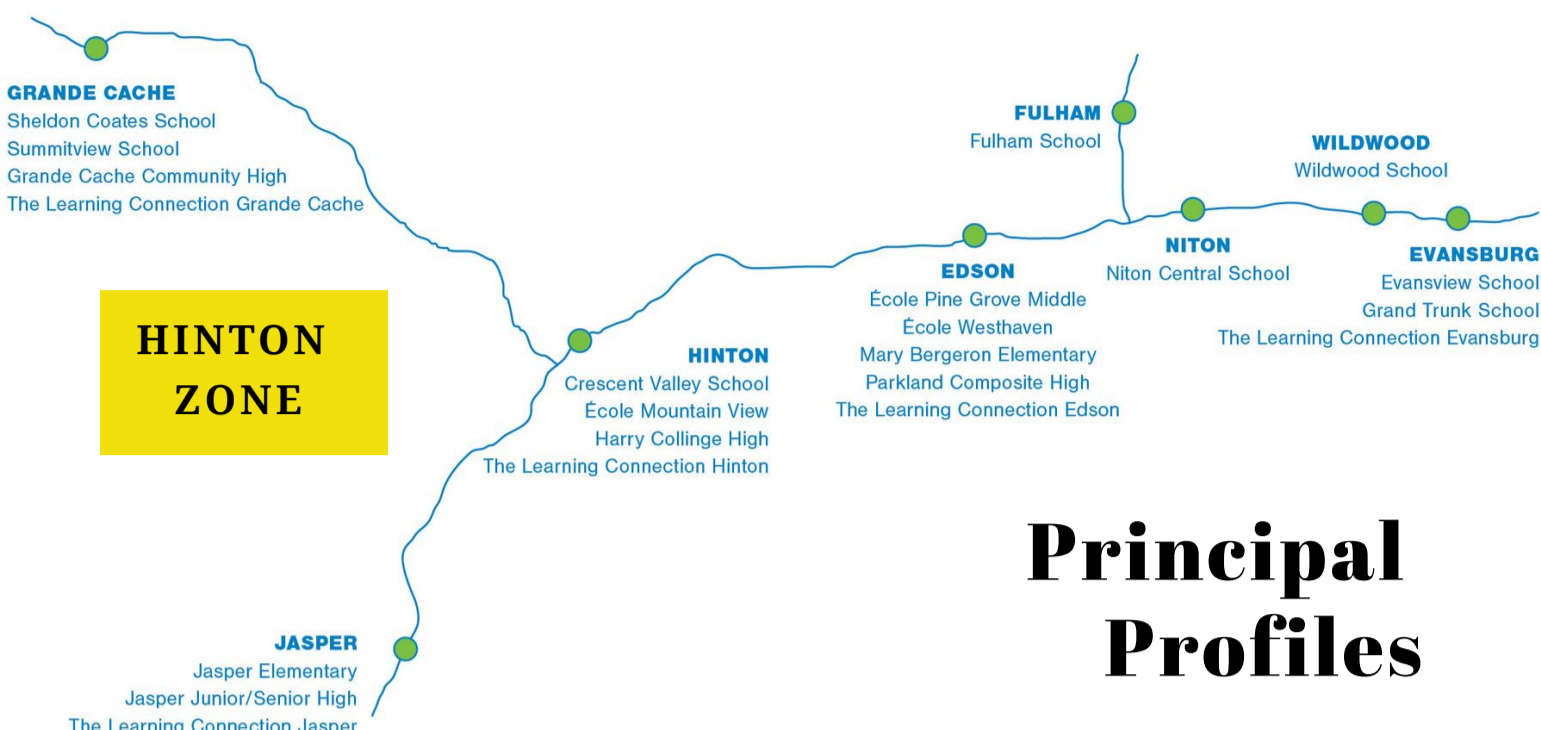 GRANDE CACHE
Sheldon Coates School
Summitview School
Grande Cache Community High
The Learning Connection Grande Cache
HINTON
ZONE
HINTON
Crescent Valley School
École Mountain View
Harry Collinge High
The Learning Connection Hinton
JASPER
Jasper Elementary
Jasper Junior/Senior High
The Learning Connection Jasper
EDSON
École Pine Grove Middle
École Westhaven
Mary Bergeron Elementary
Parkland Composite High
The Learning Connection Edson
FULHAM
Fulham School
NITON
Niton Central School
WILDWOOD
Wildwood School
EVANSBURG
Evansview School
Grand Trunk School
The Learning Connection Evansburg
Principal
Profiles